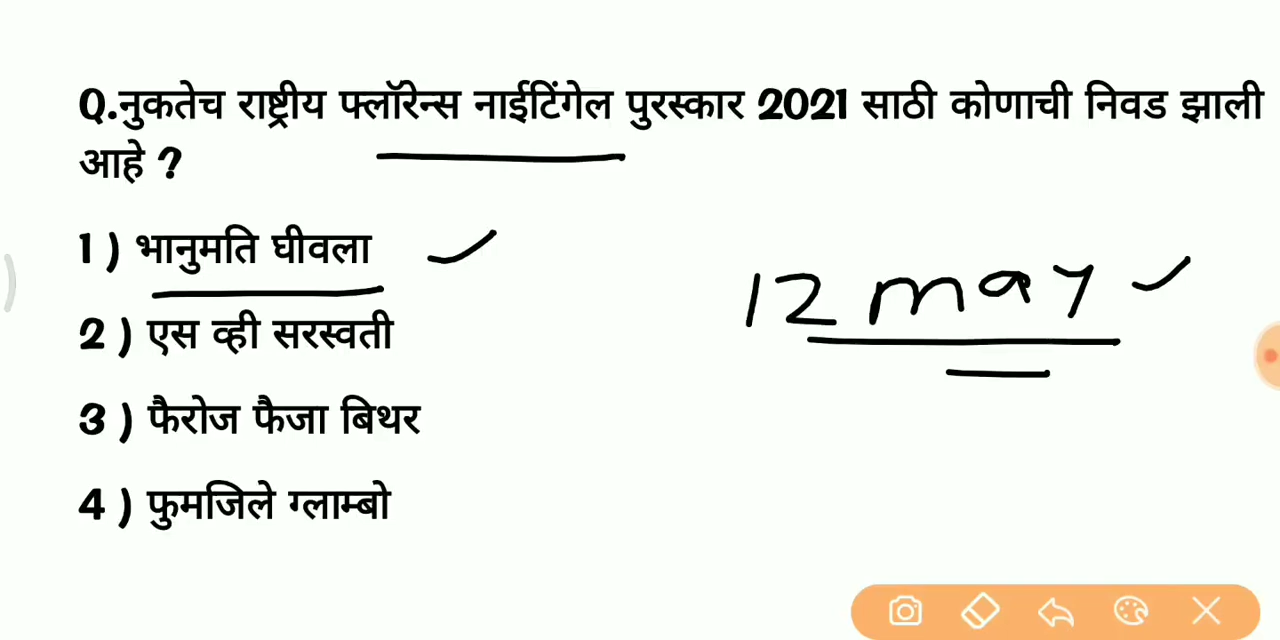 Q.नुकतेच राष्ट्रीय फ्लॉरेन्स नाईटिंगेल पुरस्कार 2021 साठी कोणाची निवड झाली
आहे ?
1 ) भानुमति घीवला
12 may
2 ) एस व्ही सरस्वती
3 ) फैरोज फैजा बिथर
4 ) फुमजिले ग्लाम्बो